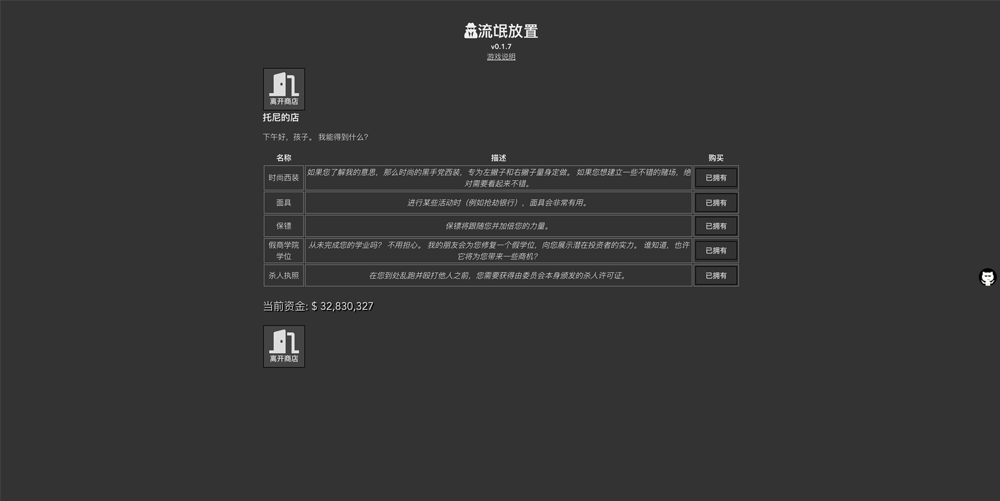 流氓放置
v0.1.7
游戏说明
离开商店
托尼的店
下午好，孩子。 我能得到什么？
名称 描述 购买
时尚西装 如果您了解我的意思，那么时尚的黑手党西装，专为左撇子和右撇子量身定做。 如果您想建立一些不错的赌场，绝 已拥有
对需要看起来不错。
面具 进行某些活动时（例如抢劫银行），面具会非常有用。 已拥有
保镖 保镖将跟随您并加倍您的力量。 已拥有
假商学院 从未完成您的学业吗？ 不用担心。 我的朋友会为您修复一个假学位，向您展示潜在投资者的实力。 谁知道，也许 已拥有
学位 它将为您带来一些商机？
杀人执照 在您到处乱跑并殴打他人之前，您需要获得由委员会本身颁发的杀人许可证。 已拥有
当前资金: $ 32,830,327
离开商店